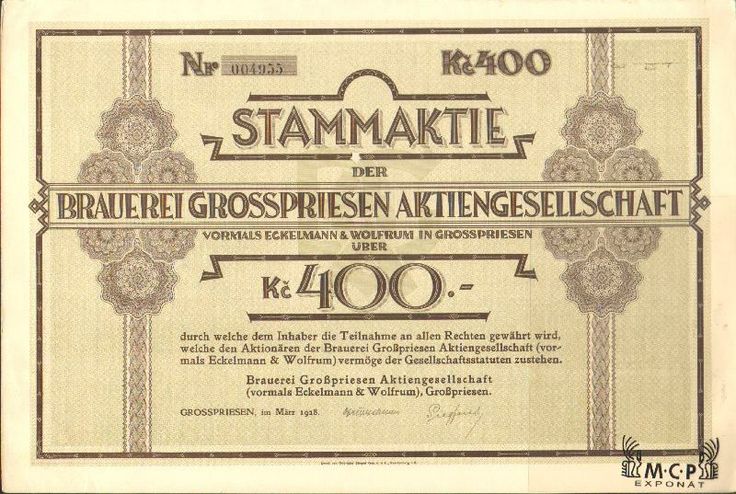 Nr 004955 Kč 400
STAMMAKTIE
DER
BRAUEREI GROSSPRIESEN AKTIENGESELLSCHAFT
VORMALS ECKELMANN & WOLFRUM IN GROSSPRIESEN
ÜBER
Kč 400.-
durch welche dem Inhaber die Teilnahme an allen Rechten gewährt wird,
welche den Aktionären der Brauerei Großpriesen Aktiengesellschaft (vor-
mals Eckelmann & Wolfrum) vermöge der Gesellschaftsstatuten zustehen.
Brauerei Großpriesen Aktiengesellschaft
(vormals Eckelmann & Wolfrum), Großpriesen.
GROSSPRIESEN, im März 1928.
M·C·P
EXPONÁT